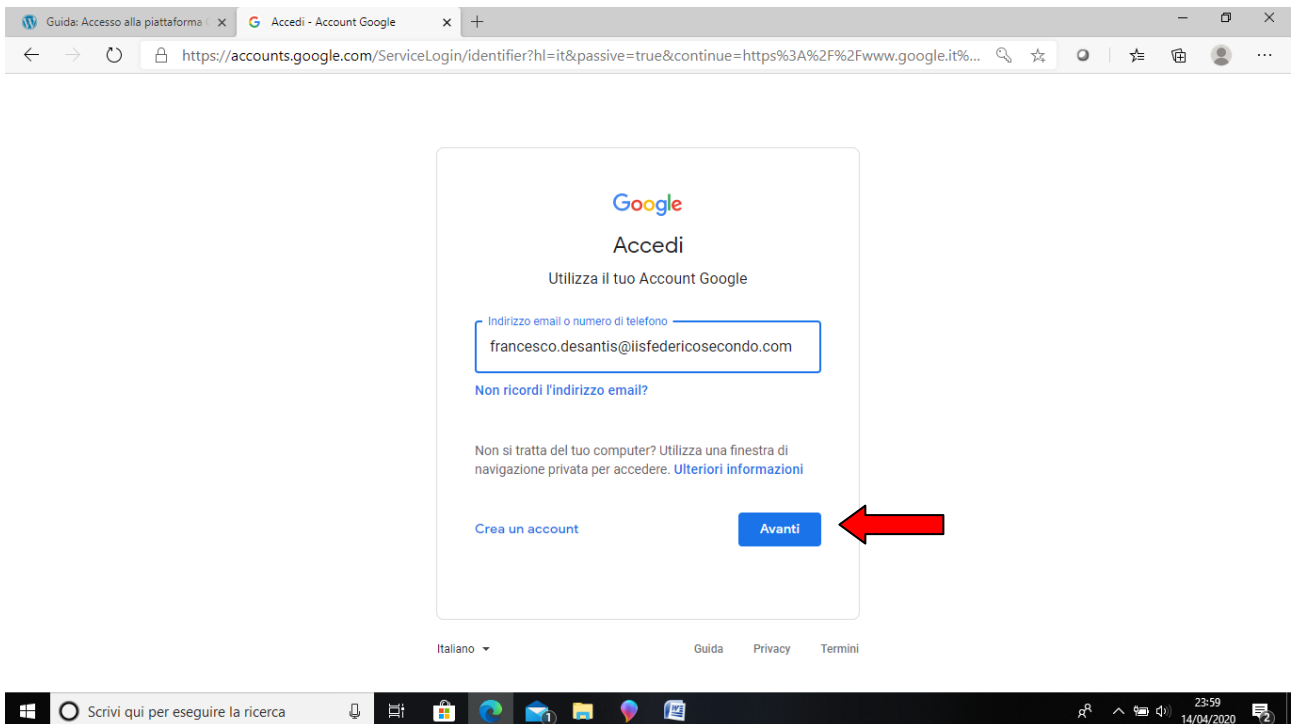 Guida: Accesso alla piattaforma
Accedi - Account Google
https://accounts.google.com/ServiceLogin/identifier?hl=it&passive=true&continue=https%3A%2F%2Fwww.google.it%...
Google
Accedi
Utilizza il tuo Account Google
Indirizzo email o numero di telefono
francesco.desantis@iisfedericosecondo.com
Non ricordi l'indirizzo email?
Non si tratta del tuo computer? Utilizza una finestra di
navigazione privata per accedere. Ulteriori informazioni
Crea un account Avanti
Italiano Guida Privacy Termini
Scrivi qui per eseguire la ricerca
23:59
14/04/2020